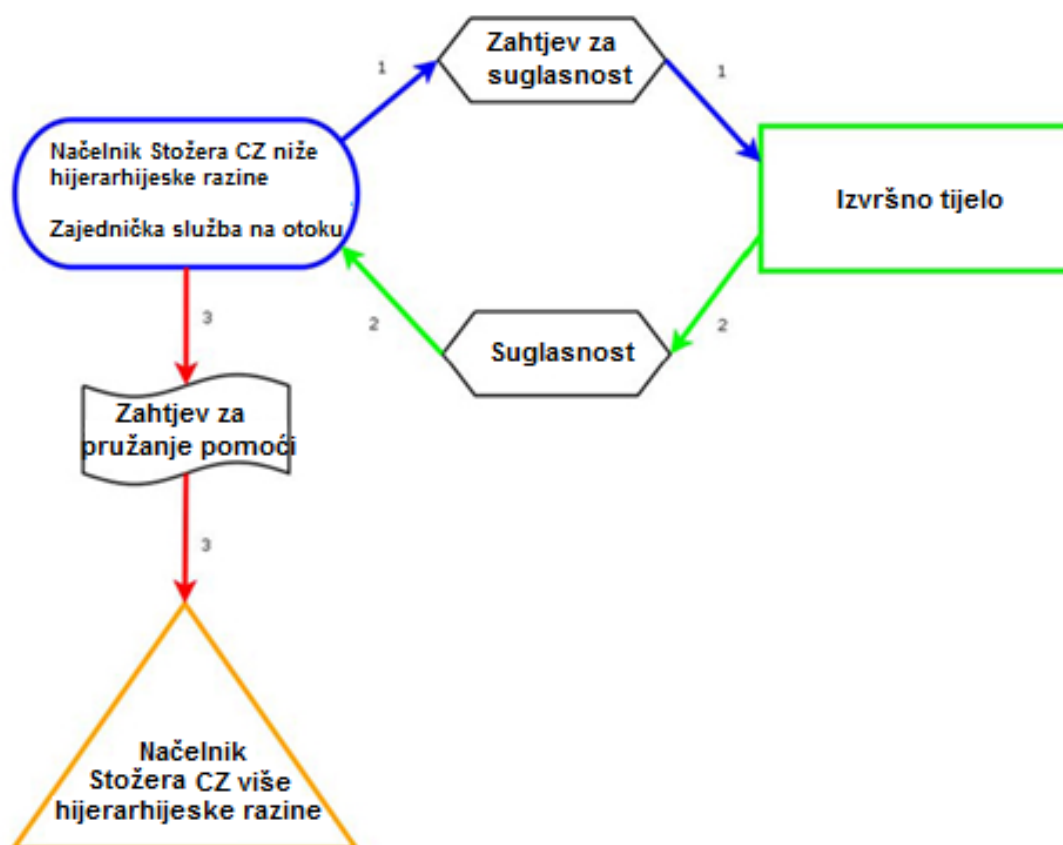 Zahtjev za
suglasnost
1
1
Načelnik Stožera CZ niže
hijerarhijeske razine
Zajednička služba na otoku
Izvršno tijelo
2
2
Suglasnost
3
Zahtjev za
pružanje pomoći
3
Načelnik
Stožera CZ više
hijerarhijeske razine